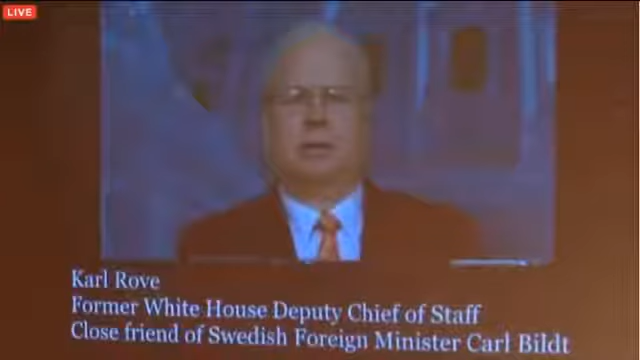 LIVE
Karl Rove
Former White House Deputy Chief of Staff
Close friend of Swedish Foreign Minister Carl Bildt